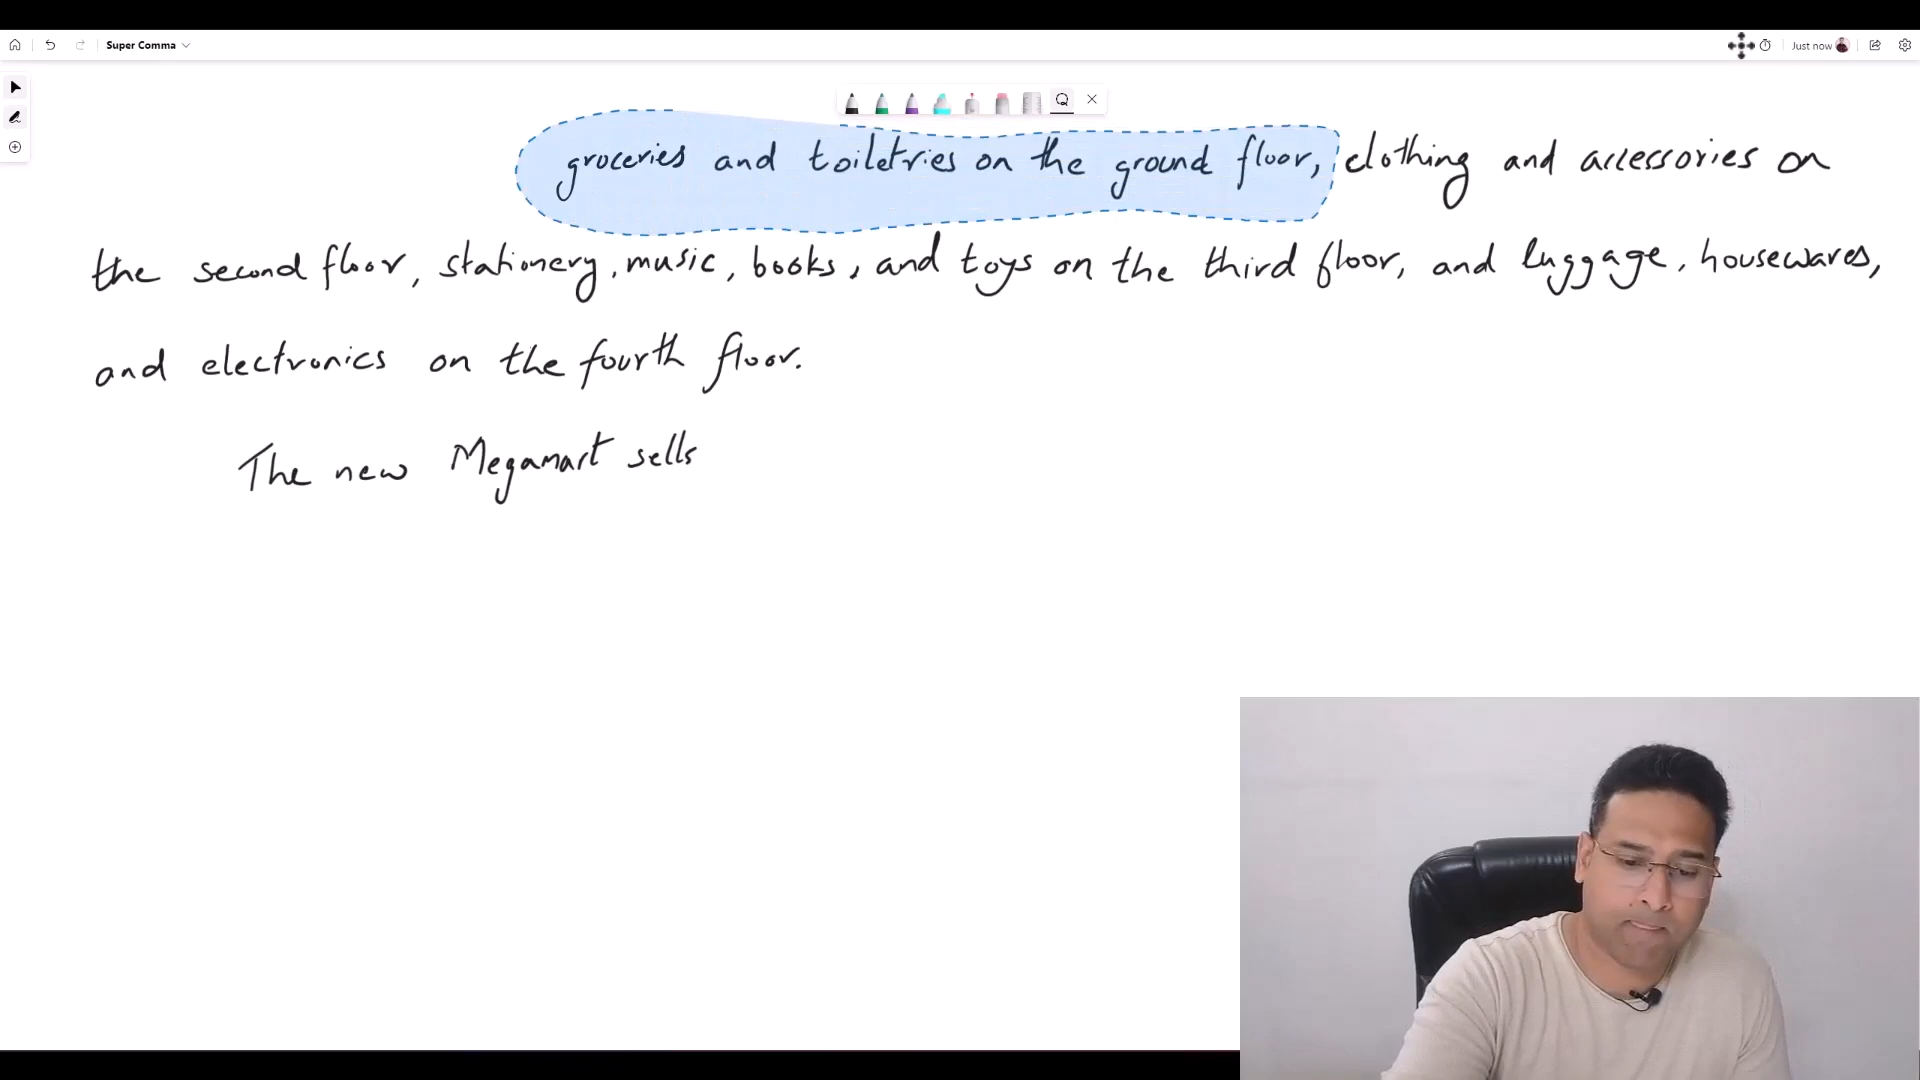 Super Comma
Just now
groceries and toiletries on the ground floor, clothing and accessories on
the second floor, stationery, music, books, and toys on the third floor, and luggage, housewares,
and electronics on the fourth floor.
The new Megamart sells